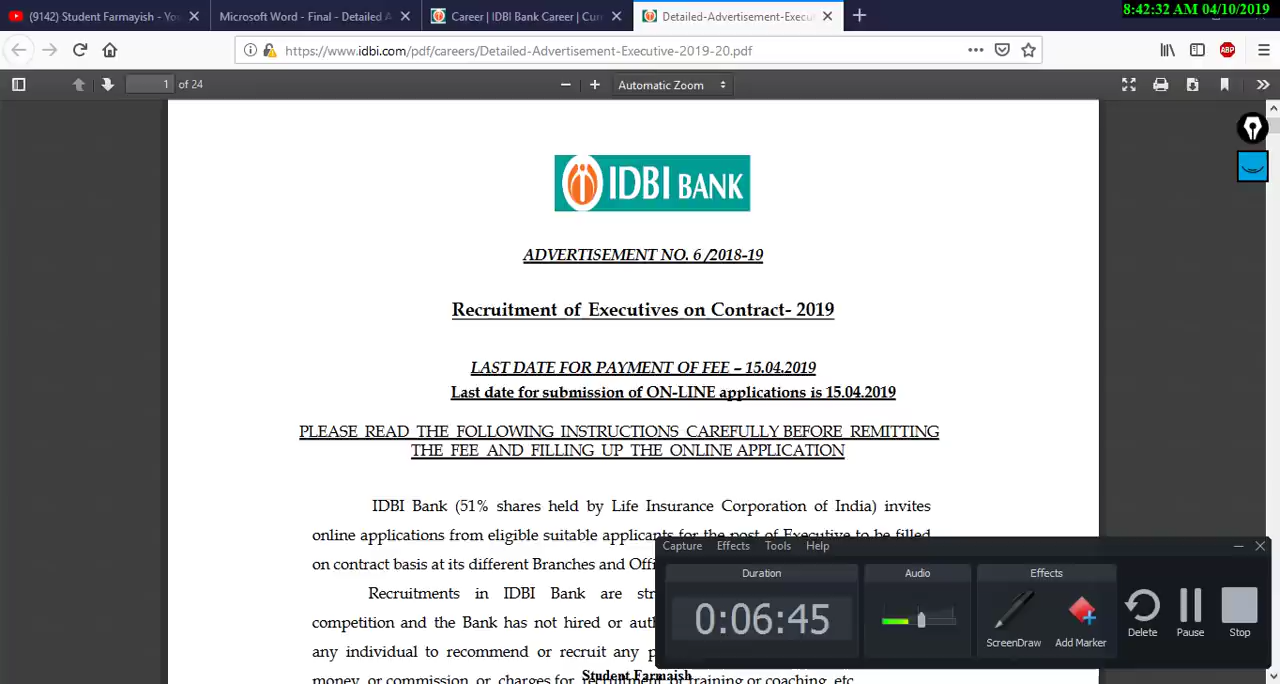 (9142) Student Farmayish - Yo
Microsoft Word - Final - Detailed A
Career | IDBI Bank Career | Curr
Detailed-Advertisement-Execu
8:42:32 AM 04/10/2019
https://www.idbi.com/pdf/careers/Detailed-Advertisement-Executive-2019-20.pdf
ABP
1 of 24
Automatic Zoom
IDBI BANK
ADVERTISEMENT NO. 6 /2018-19
Recruitment of Executives on Contract- 2019
LAST DATE FOR PAYMENT OF FEE – 15.04.2019
Last date for submission of ON-LINE applications is 15.04.2019
PLEASE READ THE FOLLOWING INSTRUCTIONS CAREFULLY BEFORE REMITTING
THE FEE AND FILLING UP THE ONLINE APPLICATION
IDBI Bank (51% shares held by Life Insurance Corporation of India) invites
online applications from eligible suitable applicants for the post of Executive to be filled
on contract basis at its different Branches and Offi
Recruitments in IDBI Bank are str
competition and the Bank has not hired or auth
any individual to recommend or recruit any p
money, or commission, or charges for recruitment or training or coaching, etc
Student Farmaish
Capture Effects Tools Help
Duration
Audio
Effects
0:06:45
ScreenDraw
Add Marker
Delete
Pause
Stop